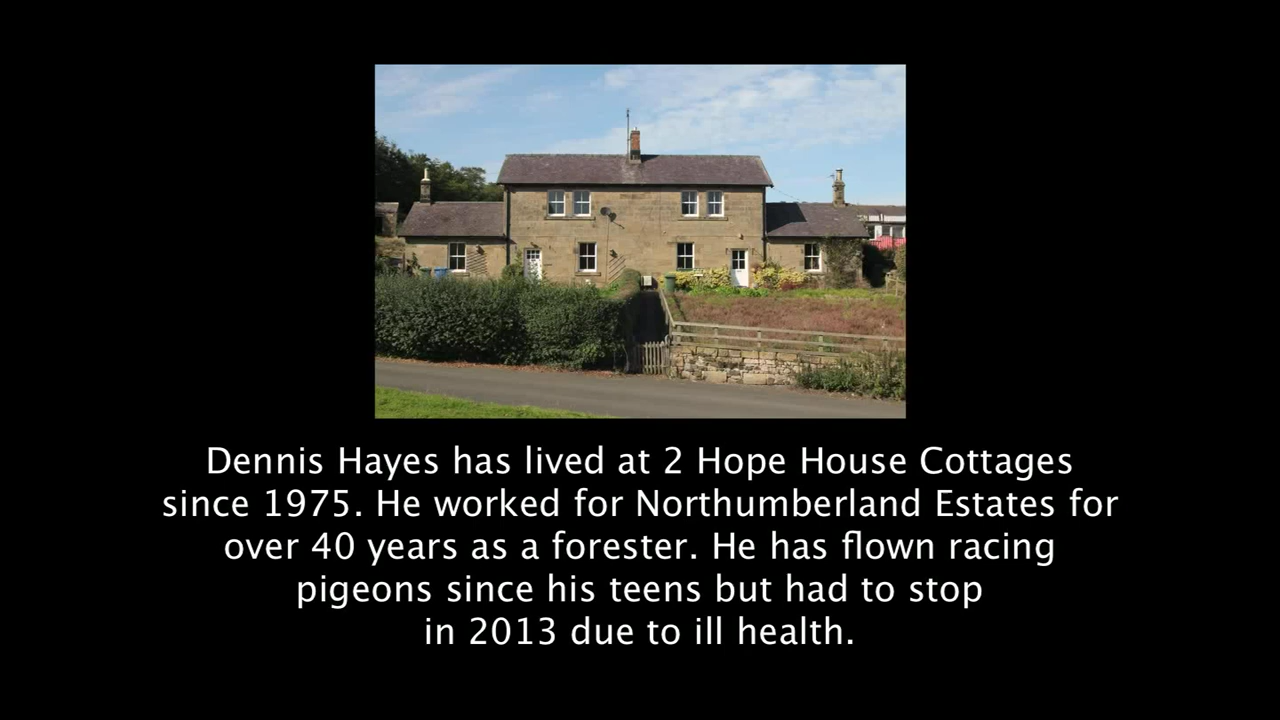 Dennis Hayes has lived at 2 Hope House Cottages
since 1975. He worked for Northumberland Estates for
over 40 years as a forester. He has flown racing
pigeons since his teens but had to stop
in 2013 due to ill health.